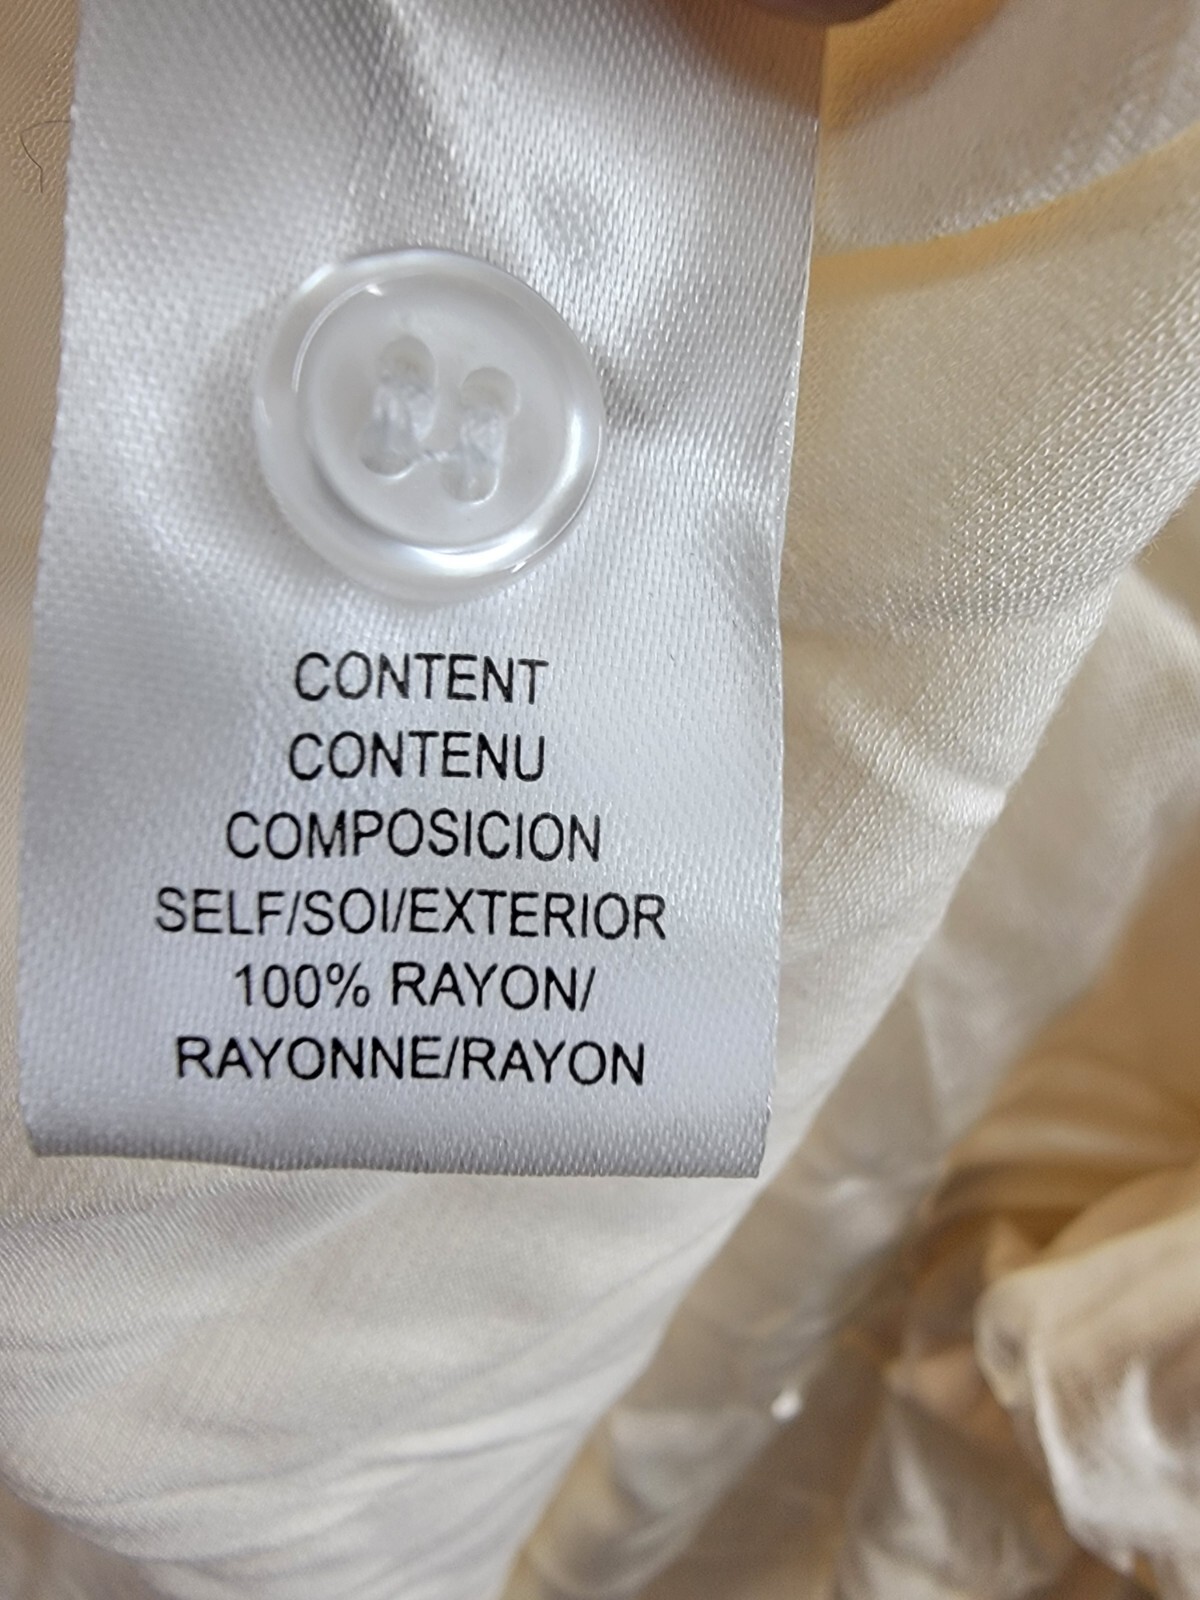 CONTENT
CONTENU
COMPOSICION
SELF/SOI/EXTERIOR
100% RAYON/
RAYONNE/RAYON